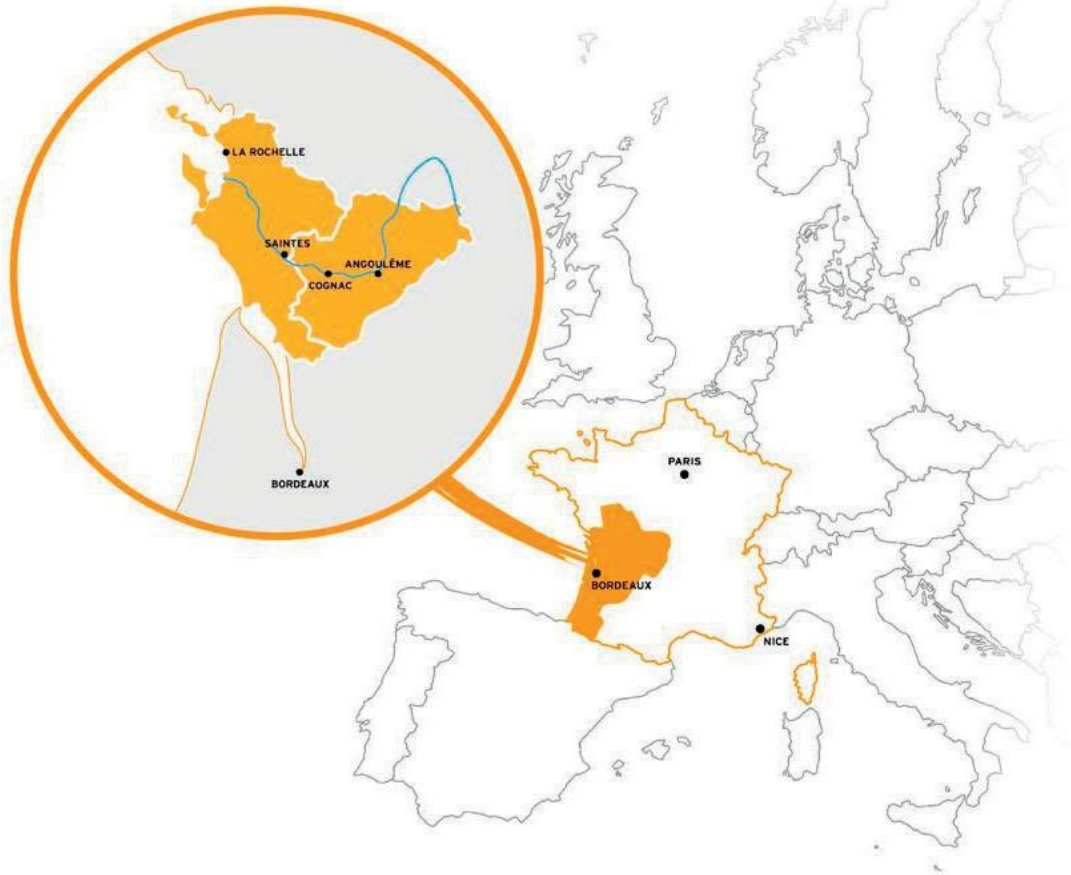 LA ROCHELLE
SAINTES
ANGOULÊME
COGNAC
BORDEAUX
PARIS
BORDEAUX
NICE